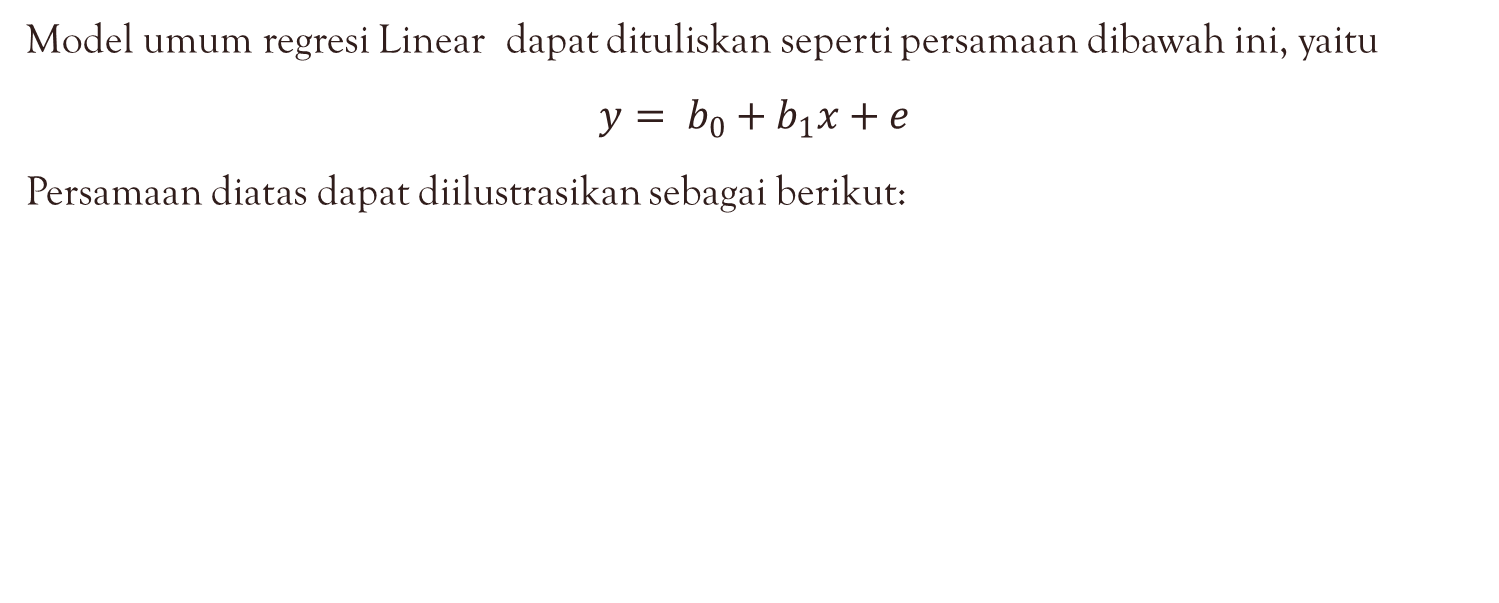 Model umum regresi Linear dapat dituliskan seperti persamaan dibawah ini, yaitu
y = b₀ + b₁x + e
Persamaan diatas dapat diilustrasikan sebagai berikut: